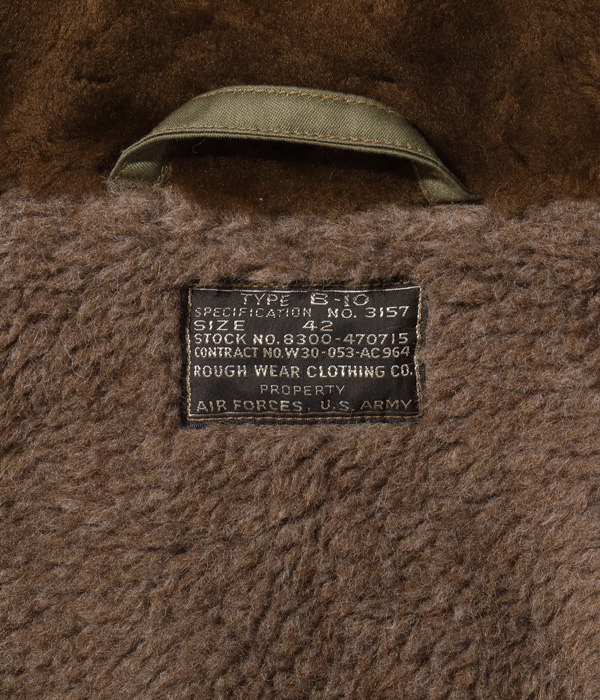 TYPE B-10
SPECIFICATION NO. 3157
SIZE 42
STOCK NO. 8300-470715
CONTRACT NO. W30-053-AC964
ROUGH WEAR CLOTHING CO.
PROPERTY
AIR FORCES, U.S. ARMY